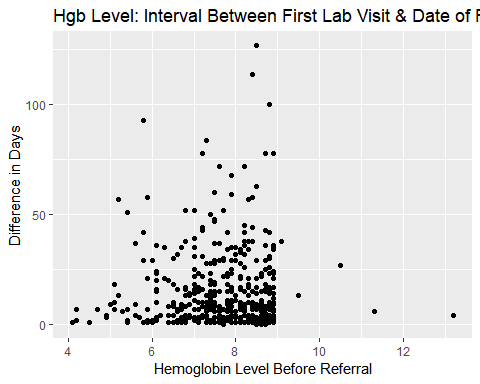 Hgb Level: Interval Between First Lab Visit & Date of
100
50
0
4 6 8 10 12
Difference in Days
Hemoglobin Level Before Referral